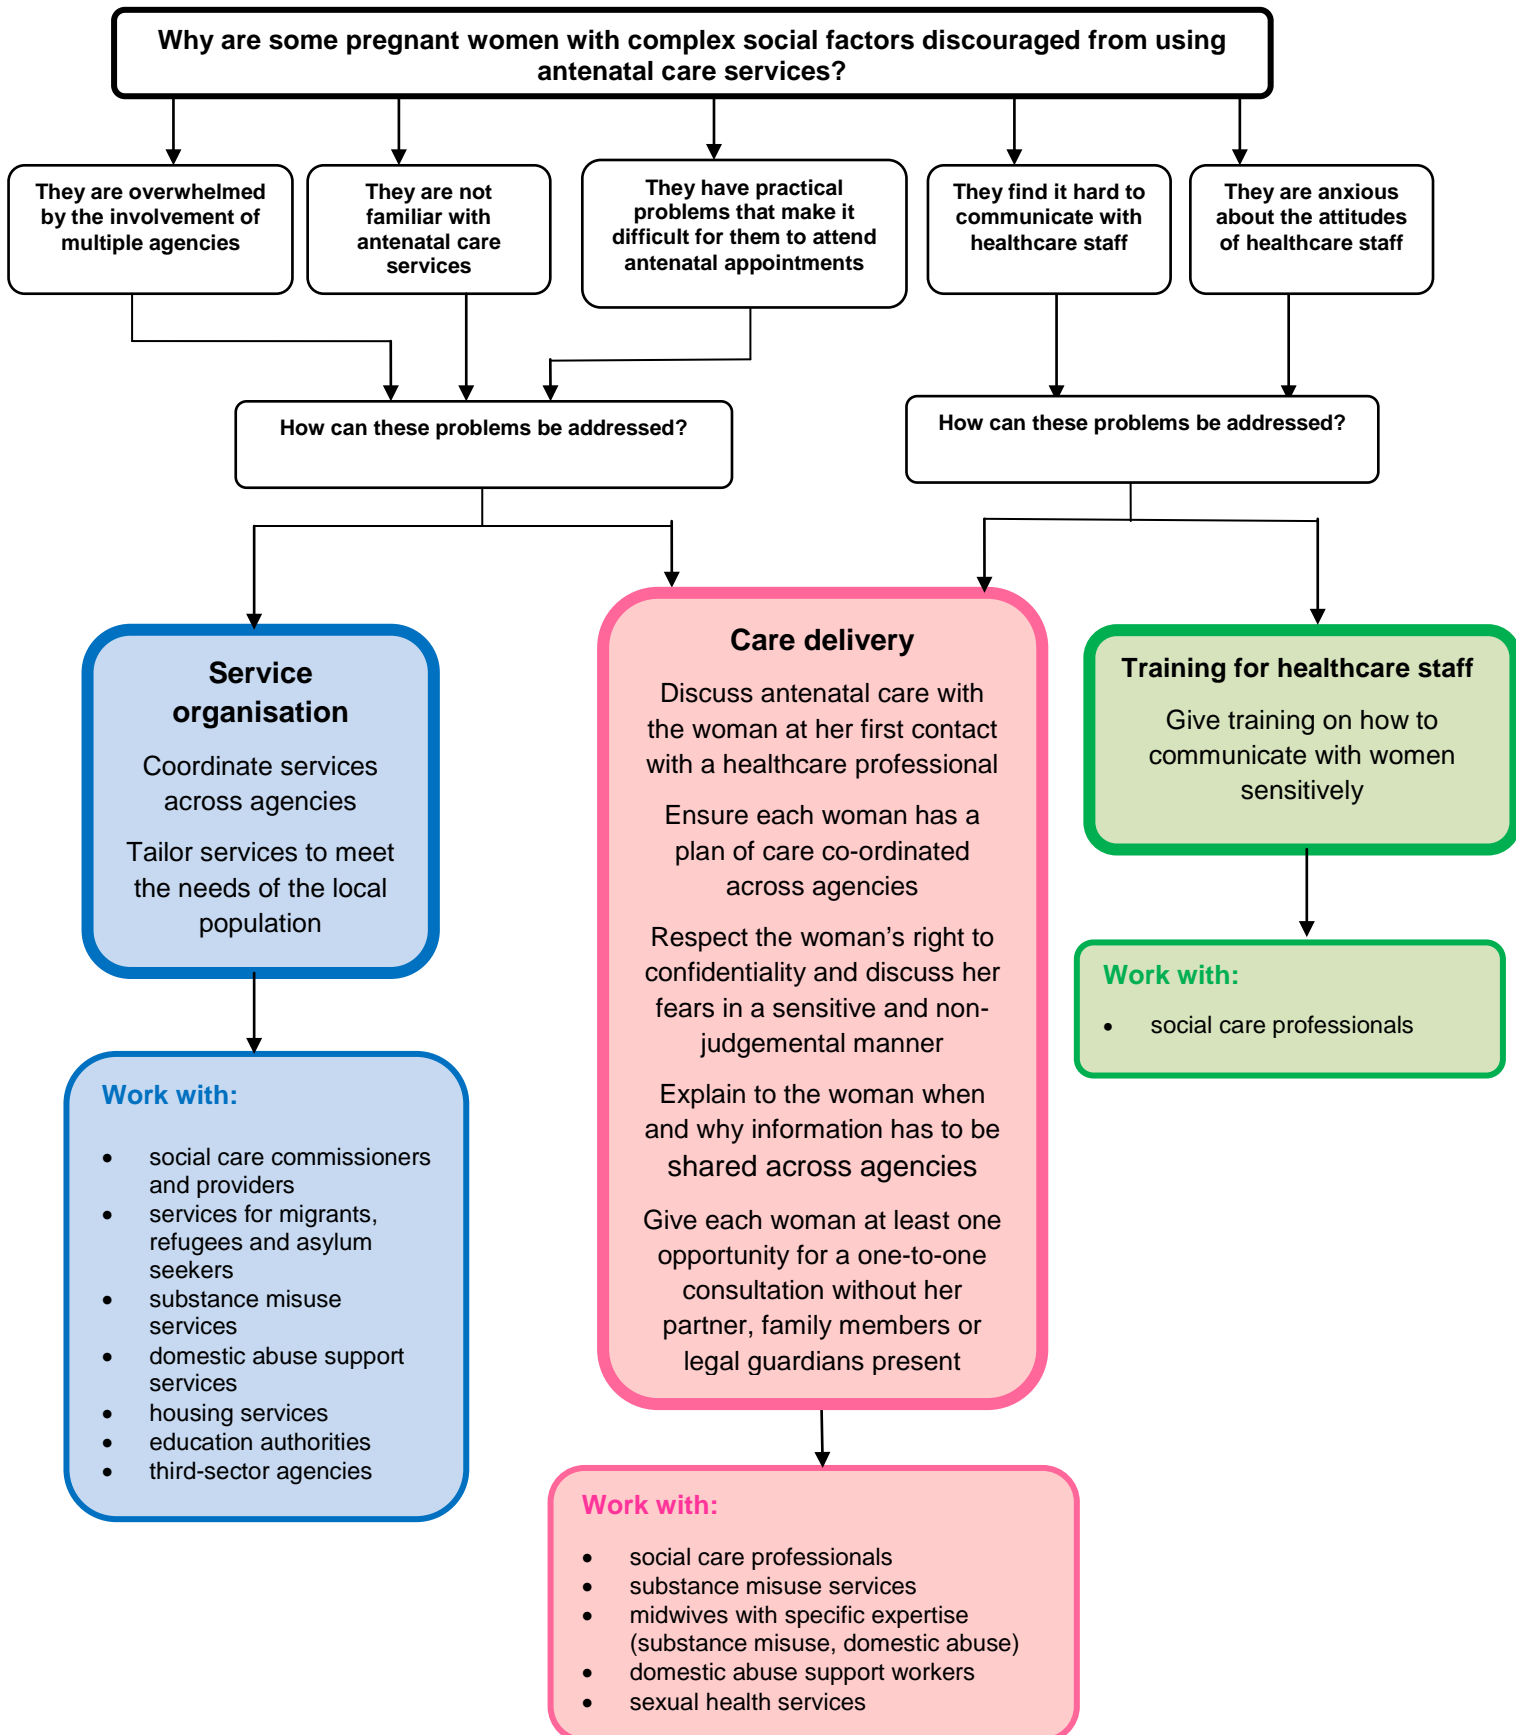 Why are some pregnant women with complex social factors discouraged from using
antenatal care services?
They are overwhelmed
by the involvement of
multiple agencies
They are not
familiar with
antenatal care
services
They have practical
problems that make it
difficult for them to attend
antenatal appointments
They find it hard to
communicate with
healthcare staff
They are anxious
about the attitudes
of healthcare staff
How can these problems be addressed?
How can these problems be addressed?
Service
organisation
Coordinate services
across agencies
Tailor services to meet
the needs of the local
population
Care delivery
Discuss antenatal care with
the woman at her first contact
with a healthcare professional
Ensure each woman has a
plan of care co-ordinated
across agencies
Respect the woman’s right to
confidentiality and discuss her
fears in a sensitive and non-
judgemental manner
Explain to the woman when
and why information has to be
shared across agencies
Give each woman at least one
opportunity for a one-to-one
consultation without her
partner, family members or
legal guardians present
Training for healthcare staff
Give training on how to
communicate with women
sensitively
Work with:
• social care professionals
Work with:
• social care commissioners
and providers
• services for migrants,
refugees and asylum
seekers
• substance misuse
services
• domestic abuse support
services
• housing services
• education authorities
• third-sector agencies
Work with:
• social care professionals
• substance misuse services
• midwives with specific expertise
(substance misuse, domestic abuse)
• domestic abuse support workers
• sexual health services